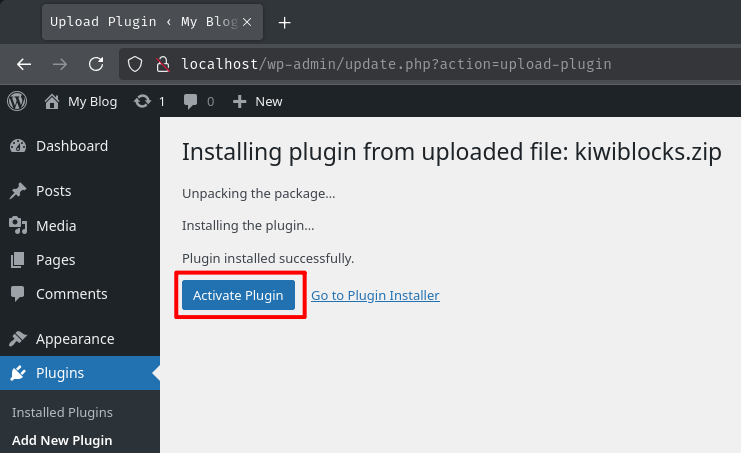 Upload Plugin ‹ My Blog
localhost/wp-admin/update.php?action=upload-plugin
My Blog 1 0 New
Dashboard
Posts
Media
Pages
Comments
Appearance
Plugins
Installed Plugins
Add New Plugin
Installing plugin from uploaded file: kiwiblocks.zip
Unpacking the package…
Installing the plugin…
Plugin installed successfully.
Activate Plugin Go to Plugin Installer